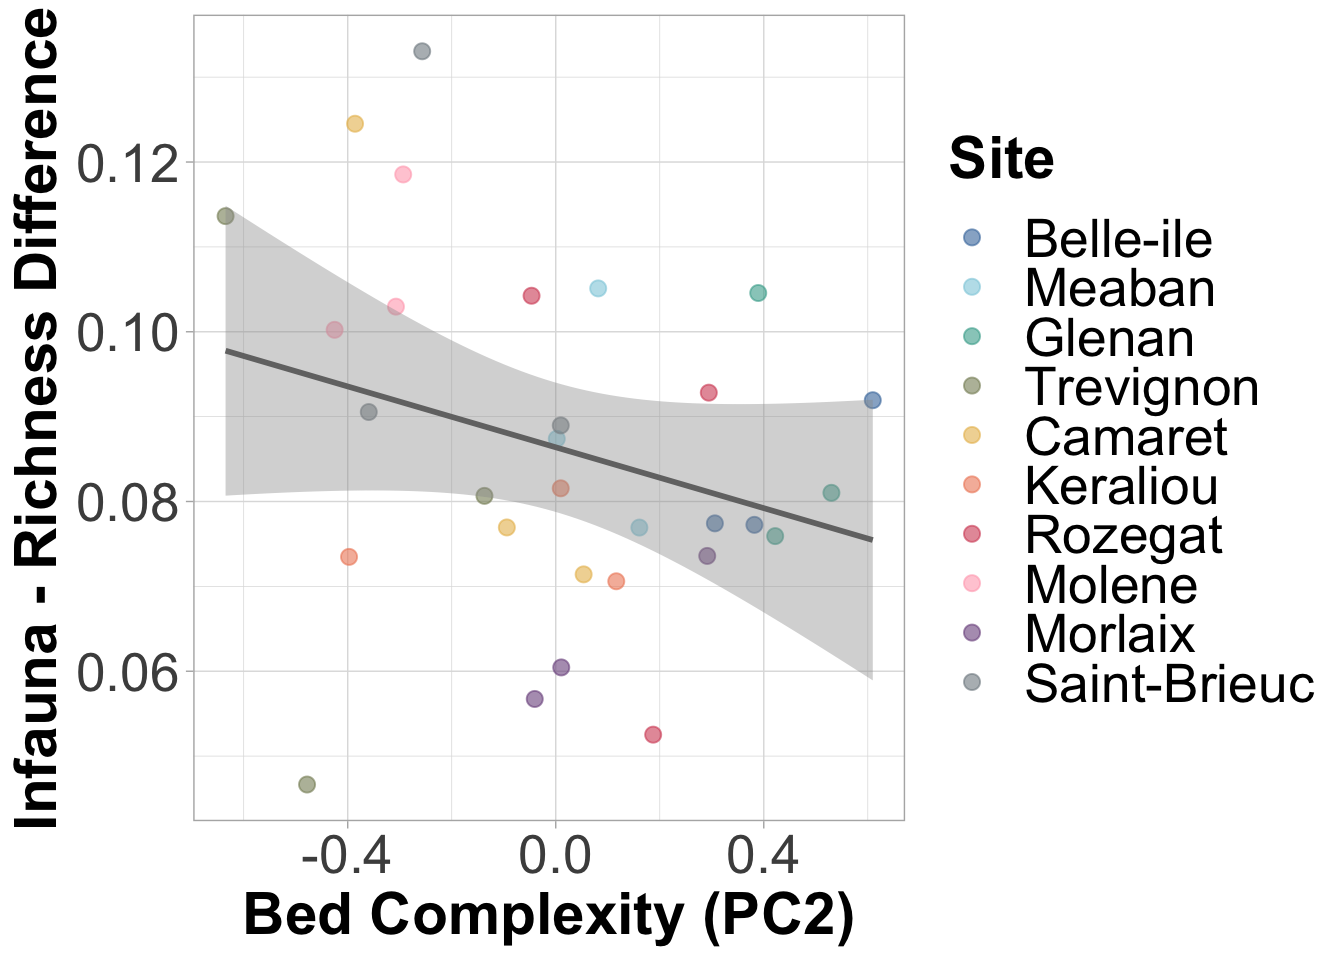 Infauna - Richness Difference
0.12
0.10
0.08
0.06
-0.4
0.0
0.4
Bed Complexity (PC2)
Site
Belle-ile
Meaban
Glenan
Trevignon
Camaret
Keraliou
Rozegat
Molene
Morlaix
Saint-Brieuc